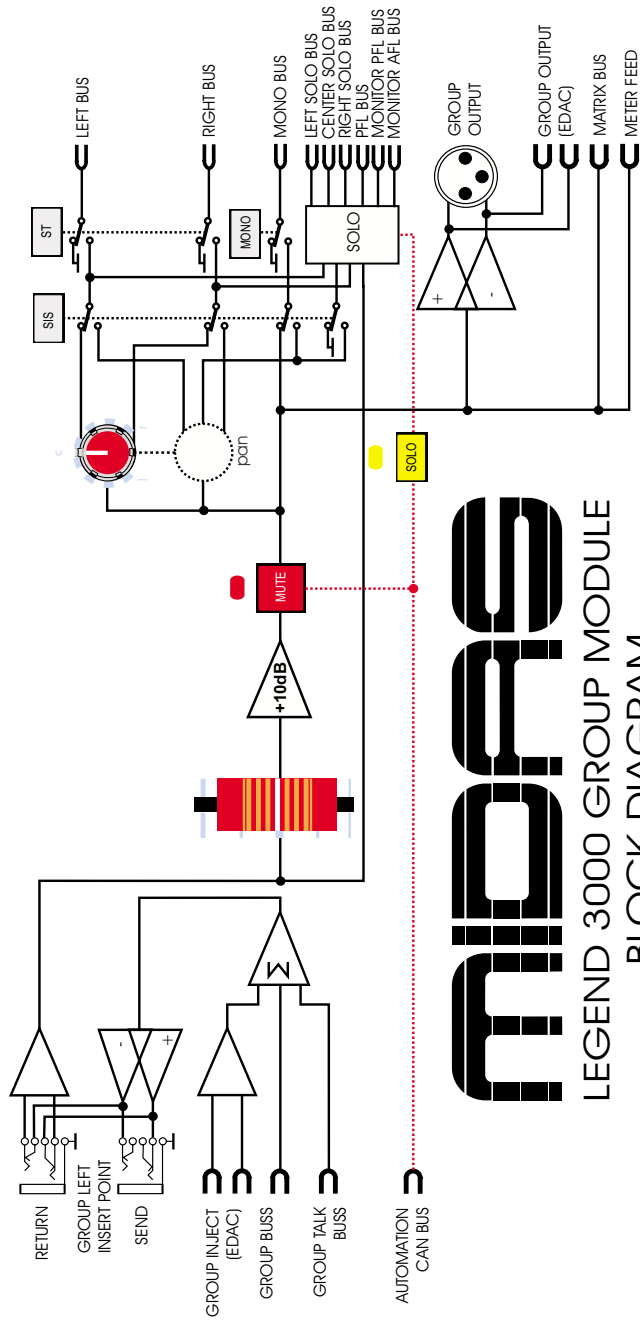 RETURN
GROUP LEFT
INSERT POINT
SEND
GROUP INJECT
(EDAC)
GROUP BUSS
GROUP TALK
BUSS
AUTOMATION
CAN BUS
-
+
Σ
+10dB
MUTE
SOLO
pan
SIS
ST
MONO
SOLO
+
-
LEFT BUS
RIGHT BUS
MONO BUS
LEFT SOLO BUS
CENTER SOLO BUS
RIGHT SOLO BUS
PFL BUS
MONITOR PFL BUS
MONITOR AFL BUS
GROUP
OUTPUT
GROUP OUTPUT
(EDAC)
MATRIX BUS
METER FEED
MIDAS
LEGEND 3000 GROUP MODULE
BLOCK DIAGRAM